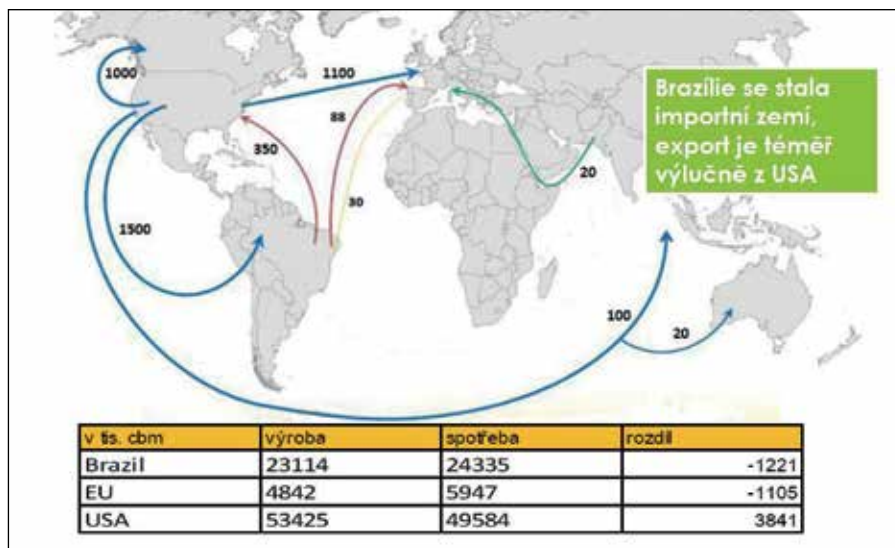 1000
1100
88
350
30
20
1500
100
20
Brazílie se stala
importní zemí,
export je téměř
výlučně z USA
v tis. cbm výroba spotřeba rozdíl
Brazil 23114 24335 -1221
EU 4842 5947 -1105
USA 53425 49584 3841